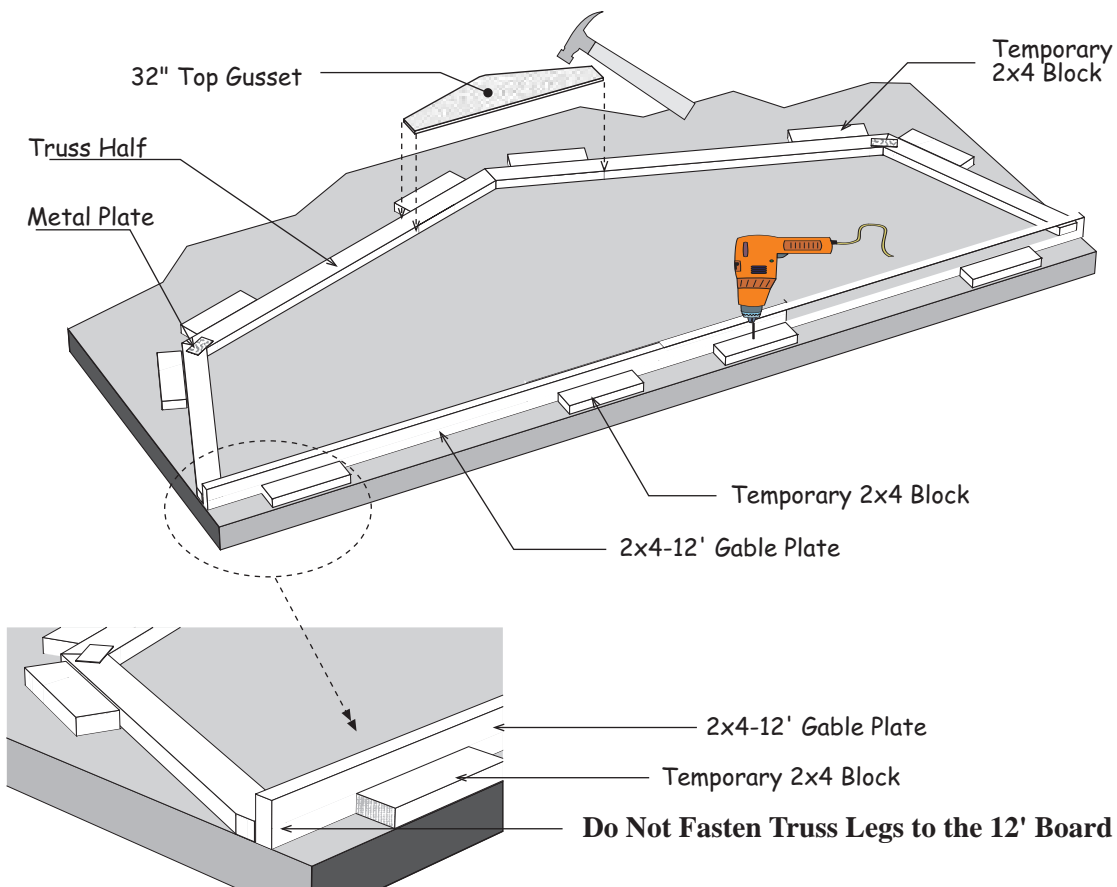 32" Top Gusset
Temporary
2x4 Block
Truss Half
Metal Plate
Temporary 2x4 Block
2x4-12' Gable Plate
2x4-12' Gable Plate
Temporary 2x4 Block
Do Not Fasten Truss Legs to the 12' Board